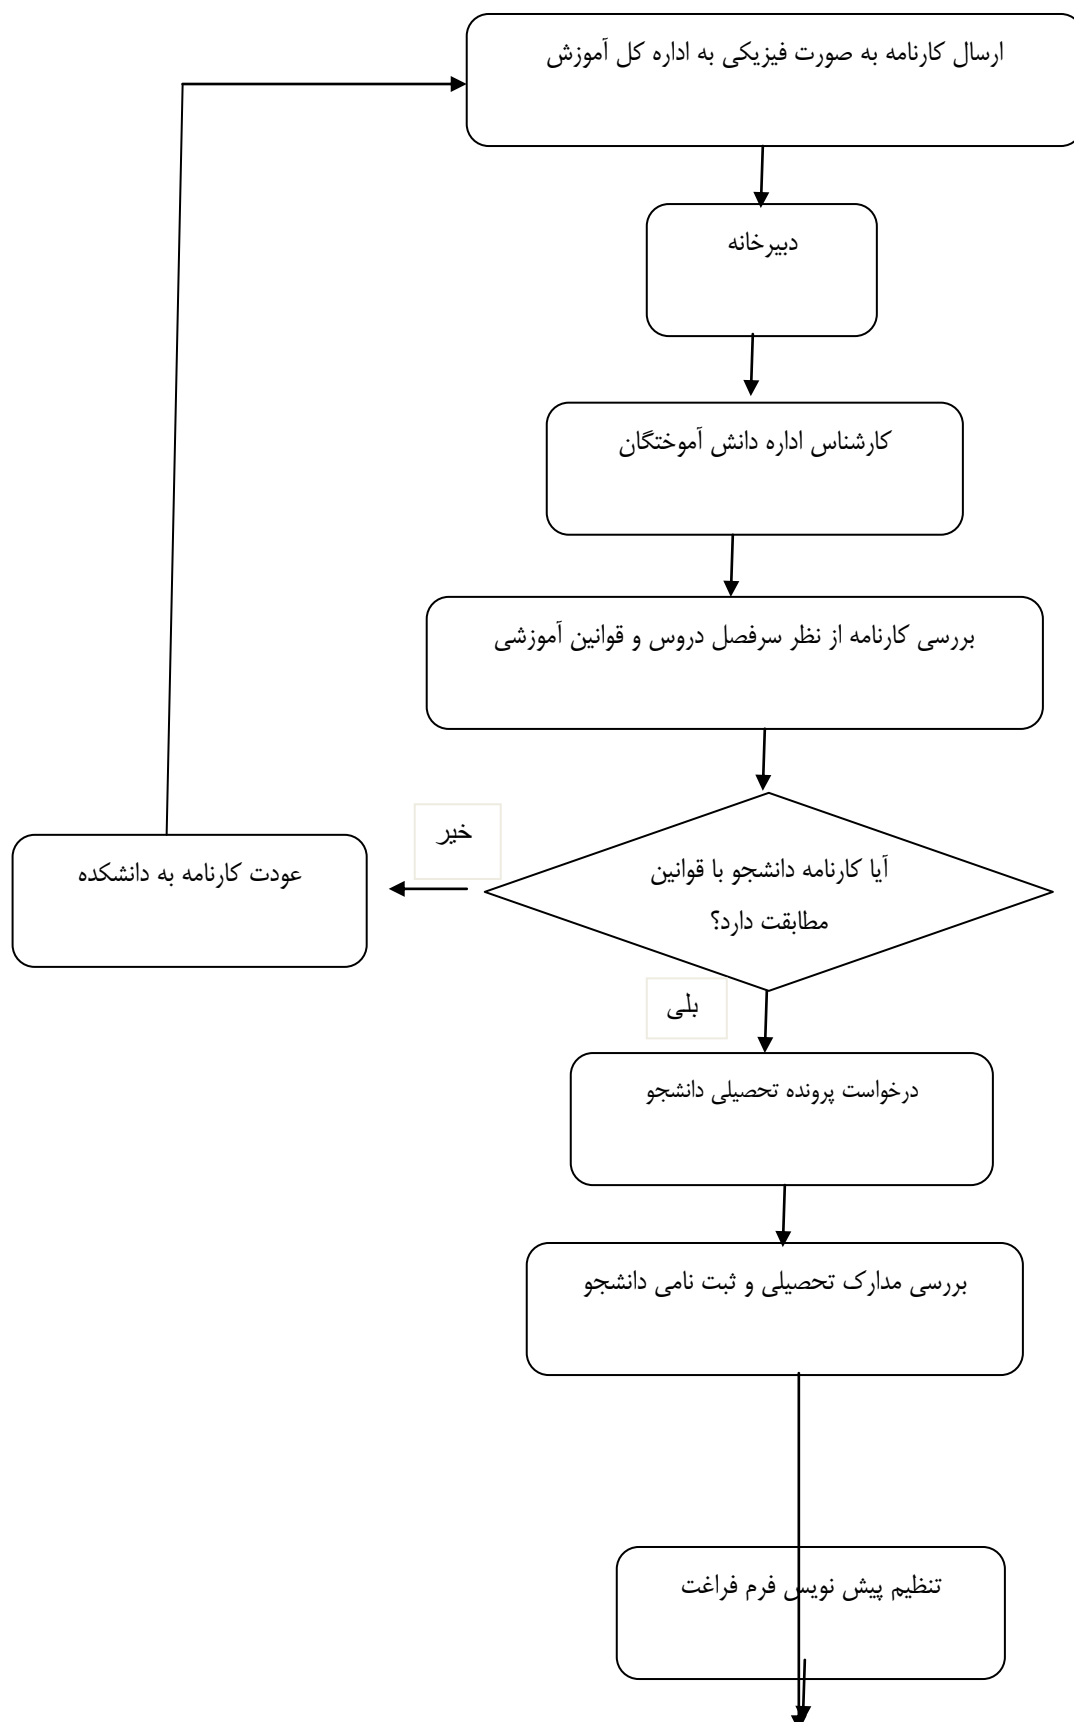 ارسال کارنامه به صورت فیزیکی به اداره کل آموزش
دبیرخانه
کارشناس اداره دانش آموختگان
بررسی کارنامه از نظر سرفصل دروس و قوانین آموزشی
آیا کارنامه دانشجو با قوانین
مطابقت دارد؟
خیر
عودت کارنامه به دانشکده
بلی
درخواست پرونده تحصیلی دانشجو
بررسی مدارک تحصیلی و ثبت نامی دانشجو
تنظیم پیش نویس فرم فراغت